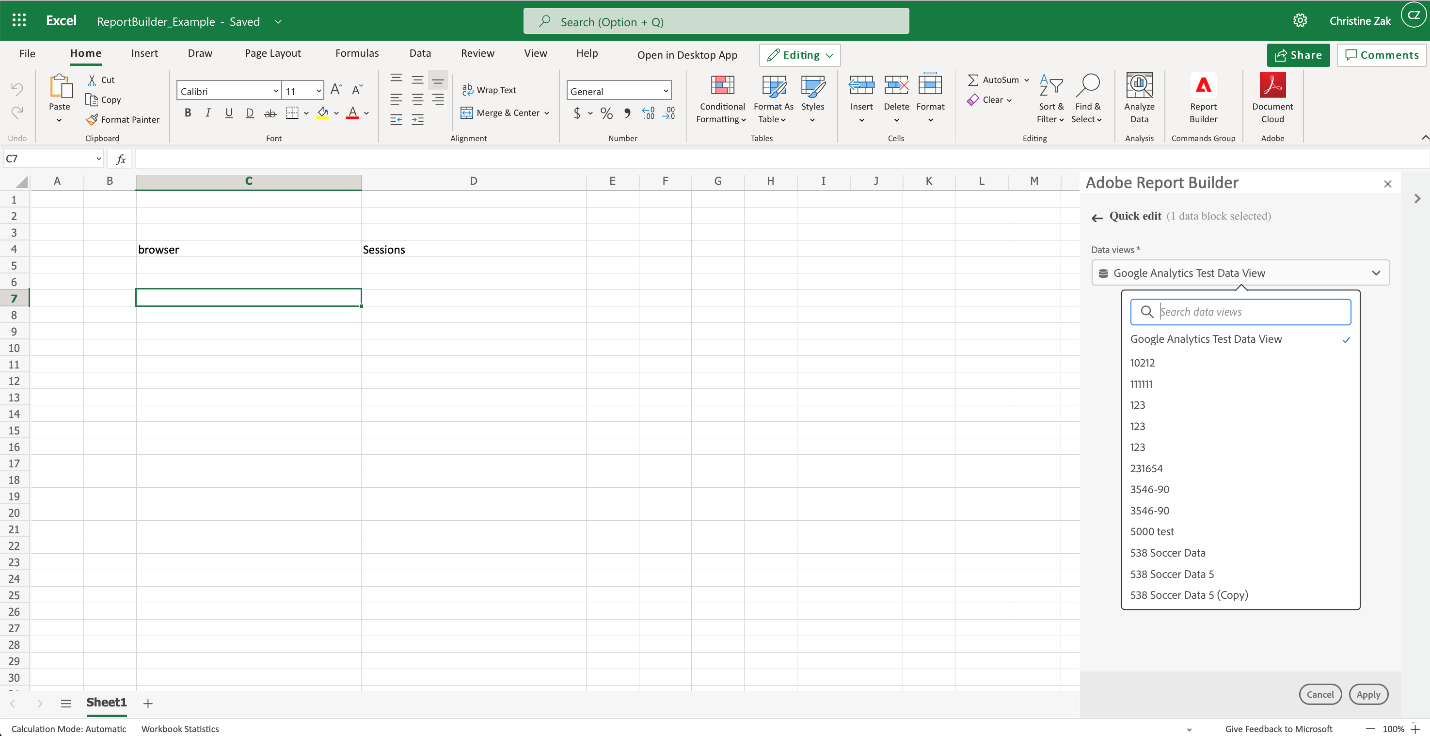 Excel ReportBuilder_Example - Saved Search (Option + Q) Christine Zak CZ
File Home Insert Draw Page Layout Formulas Data Review View Help Open in Desktop App Editing Share Comments
Cut
Copy
Format Painter
Paste
Undo
Clipboard
Calibri 11
B I U D ab A
Font
Wrap Text
Merge & Center
Alignment
General
$ % 9 .00 .00
Number
Conditional Formatting
Format As Table
Styles
Tables
Insert Delete Format
Cells
AutoSum
Clear
Sort & Filter
Find & Select
Editing
Analyze Data
Analysis
Report Builder
Commands Group
Document Cloud
Adobe
C7 fx
A B C D E F G H I J K L M
1
2
3
4 browser Sessions
5
6
7
8
9
10
11
12
13
14
15
16
17
18
19
20
21
22
23
24
25
26
27
28
29
30
Adobe Report Builder
Quick edit (1 data block selected)
Data views *
Google Analytics Test Data View
Search data views
Google Analytics Test Data View
10212
111111
123
123
123
231654
3546-90
3546-90
5000 test
538 Soccer Data
538 Soccer Data 5
538 Soccer Data 5 (Copy)
Cancel Apply
Sheet1
Calculation Mode: Automatic Workbook Statistics Give Feedback to Microsoft 100%